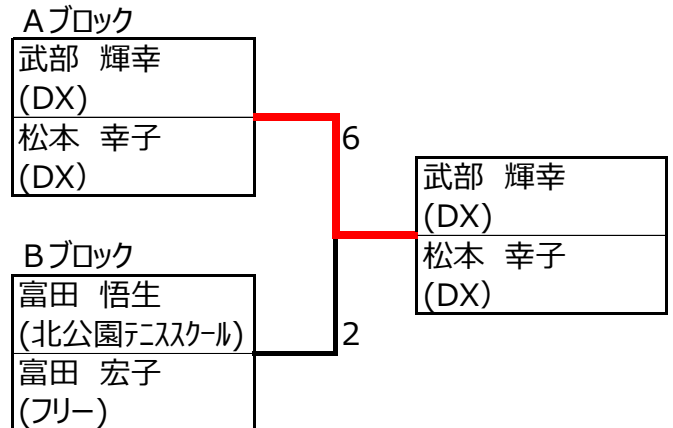 Aブロック
武部 輝幸
(DX)
松本 幸子
(DX)
6
武部 輝幸
(DX)
松本 幸子
(DX)
Bブロック
富田 悟生
(北公園テニススクール)
2
富田 宏子
(フリー)